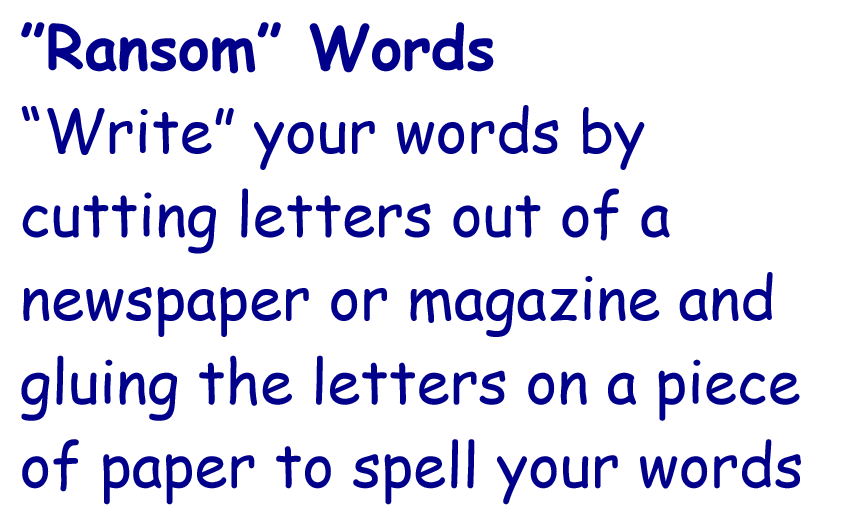 ”Ransom” Words
“Write” your words by
cutting letters out of a
newspaper or magazine and
gluing the letters on a piece
of paper to spell your words